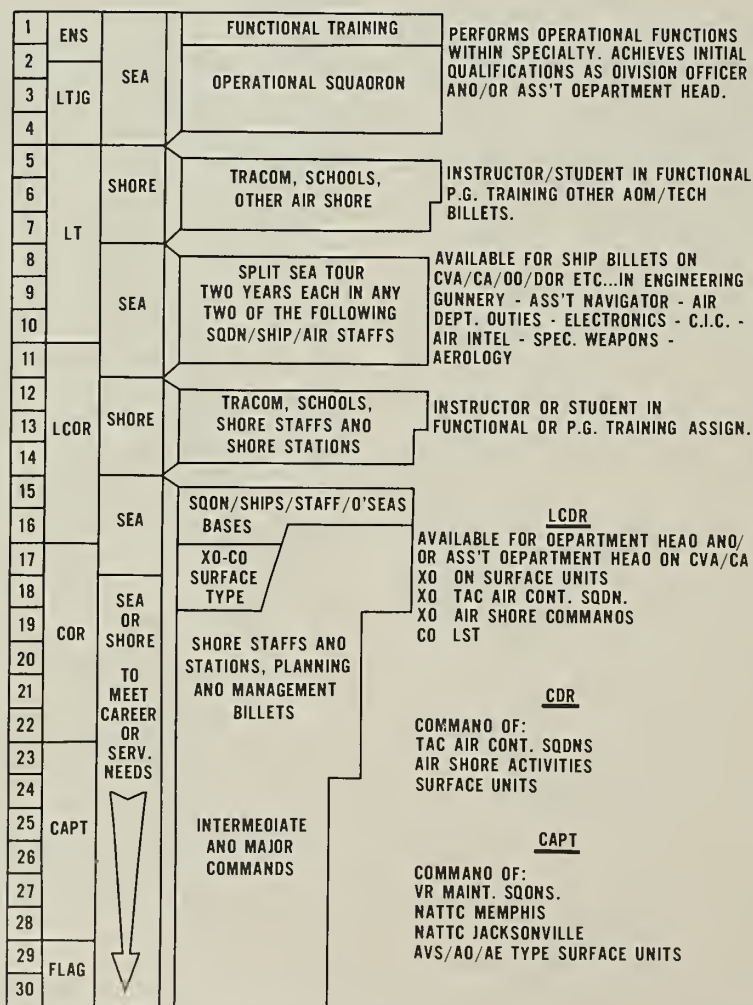 1
2
3
4
5
6
7
8
9
10
11
12
13
14
15
16
17
18
19
20
21
22
23
24
25
26
27
28
29
30
ENS
LTJG
LT
LCOR
COR
CAPT
FLAG
SEA
SHORE
SEA
SHORE
SEA
SEA
OR
SHORE
TO
MEET
CAREER
OR
SERV.
NEEDS
FUNCTIONAL TRAINING
OPERATIONAL SQUAORON
TRACOM, SCHOOLS,
OTHER AIR SHORE
SPLIT SEA TOUR
TWO YEARS EACH IN ANY
TWO OF THE FOLLOWING
SQDN/SHIP/AIR STAFFS
TRACOM, SCHOOLS,
SHORE STAFFS AND
SHORE STATIONS
SQON/SHIPS/STAFF/O'SEAS
BASES
XO-CO
SURFACE
TYPE
SHORE STAFFS ANO
STATIONS, PLANNING
ANO MANAGEMENT
BILLETS
INTERMEOIATE
AND MAJOR
COMMANDS
PERFORMS OPERATIONAL FUNCTIONS
WITHIN SPECIALTY. ACHIEVES INITIAL
QUALIFICATIONS AS OIVISION OFFICER
ANO/OR ASS'T OEPARTMENT HEAD.
INSTRUCTOR/STUDENT IN FUNCTIONAL
P.G. TRAINING OTHER AOM/TECH
BILLETS.
AVAILABLE FOR SHIP BILLETS ON
CVA/CA/OO/DOR ETC...IN ENGINEERING
GUNNERY - ASS'T NAVIGATOR - AIR
DEPT. OUTIES - ELECTRONICS - C.I.C. -
AIR INTEL - SPEC. WEAPONS -
AEROLOGY
INSTRUCTOR OR STUOENT IN
FUNCTIONAL OR P.G. TRAINING ASSIGN.
LCDR
AVAILABLE FOR OEPARTMENT HEAO ANO/
OR ASS'T OEPARTMENT HEAO ON CVA/CA
XO ON SURFACE UNITS
XO TAC AIR CONT. SQDN.
XO AIR SHORE COMMANOS
CO LST
CDR
COMMANO OF:
TAC AIR CONT. SQDNS
AIR SHORE ACTIVITIES
SURFACE UNITS
CAPT
COMMANO OF:
VR MAINT. SQONS.
NATTC MEMPHIS
NATTC JACKSONVILLE
AVS/AO/AE TYPE SURFACE UNITS